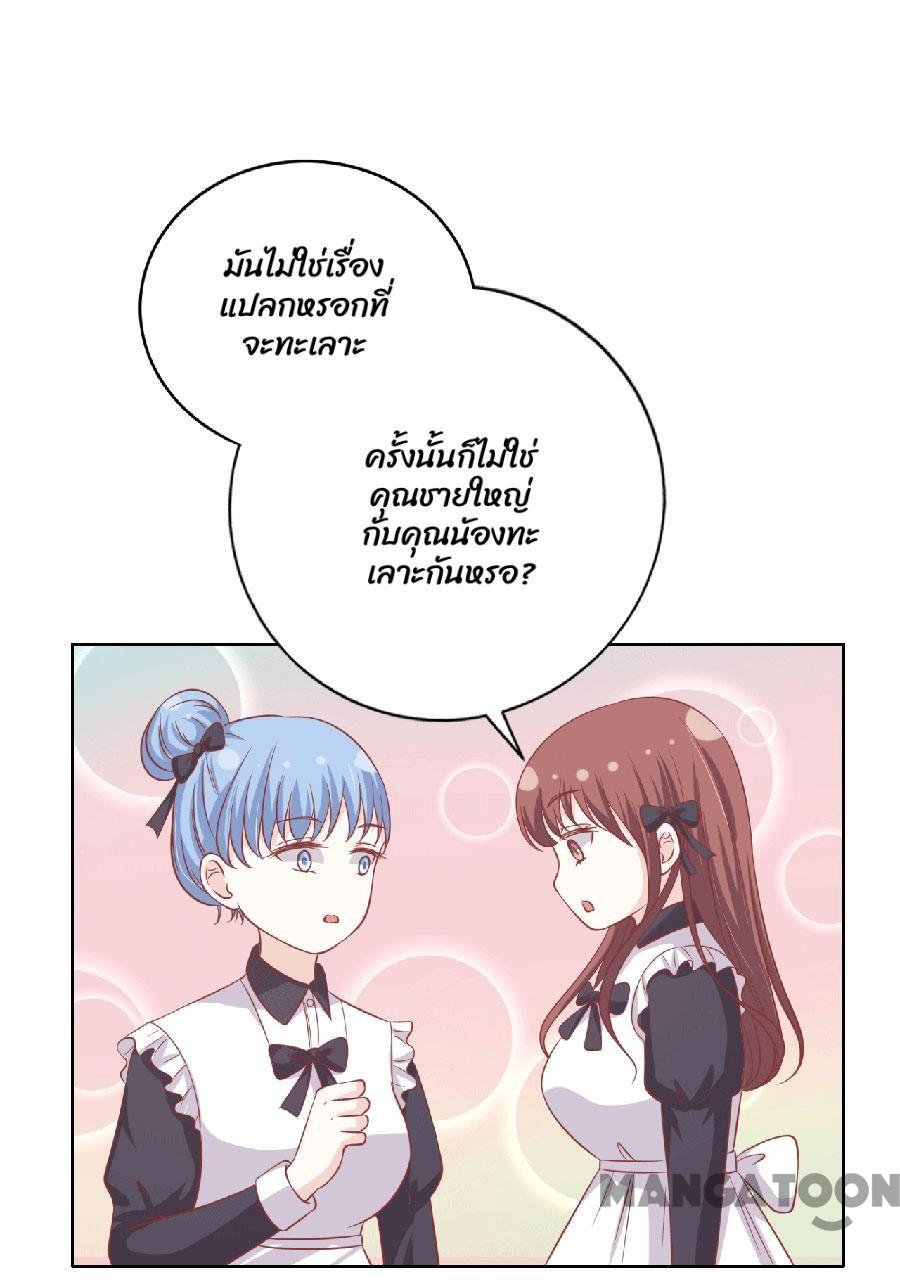 มันไม่ใช่เรื่อง
แปลกหรอกที่
จะทะเลาะ
ครั้งนั้นก็ไม่ใช่
คุณชายใหญ่
กับคุณน้องทะ
เลาะกันหรอ?
MANGATOON